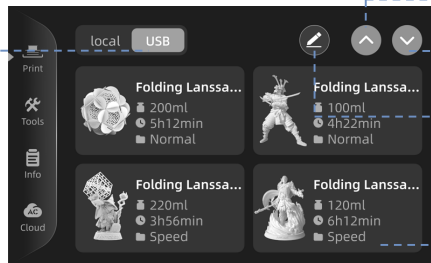 local USB
Print
Tools
Info
Cloud
AC
Folding Lanssa...
200ml
5h12min
Normal
Folding Lanssa...
100ml
4h22min
Normal
Folding Lanssa...
220ml
3h56min
Speed
Folding Lanssa...
120ml
6h12min
Speed